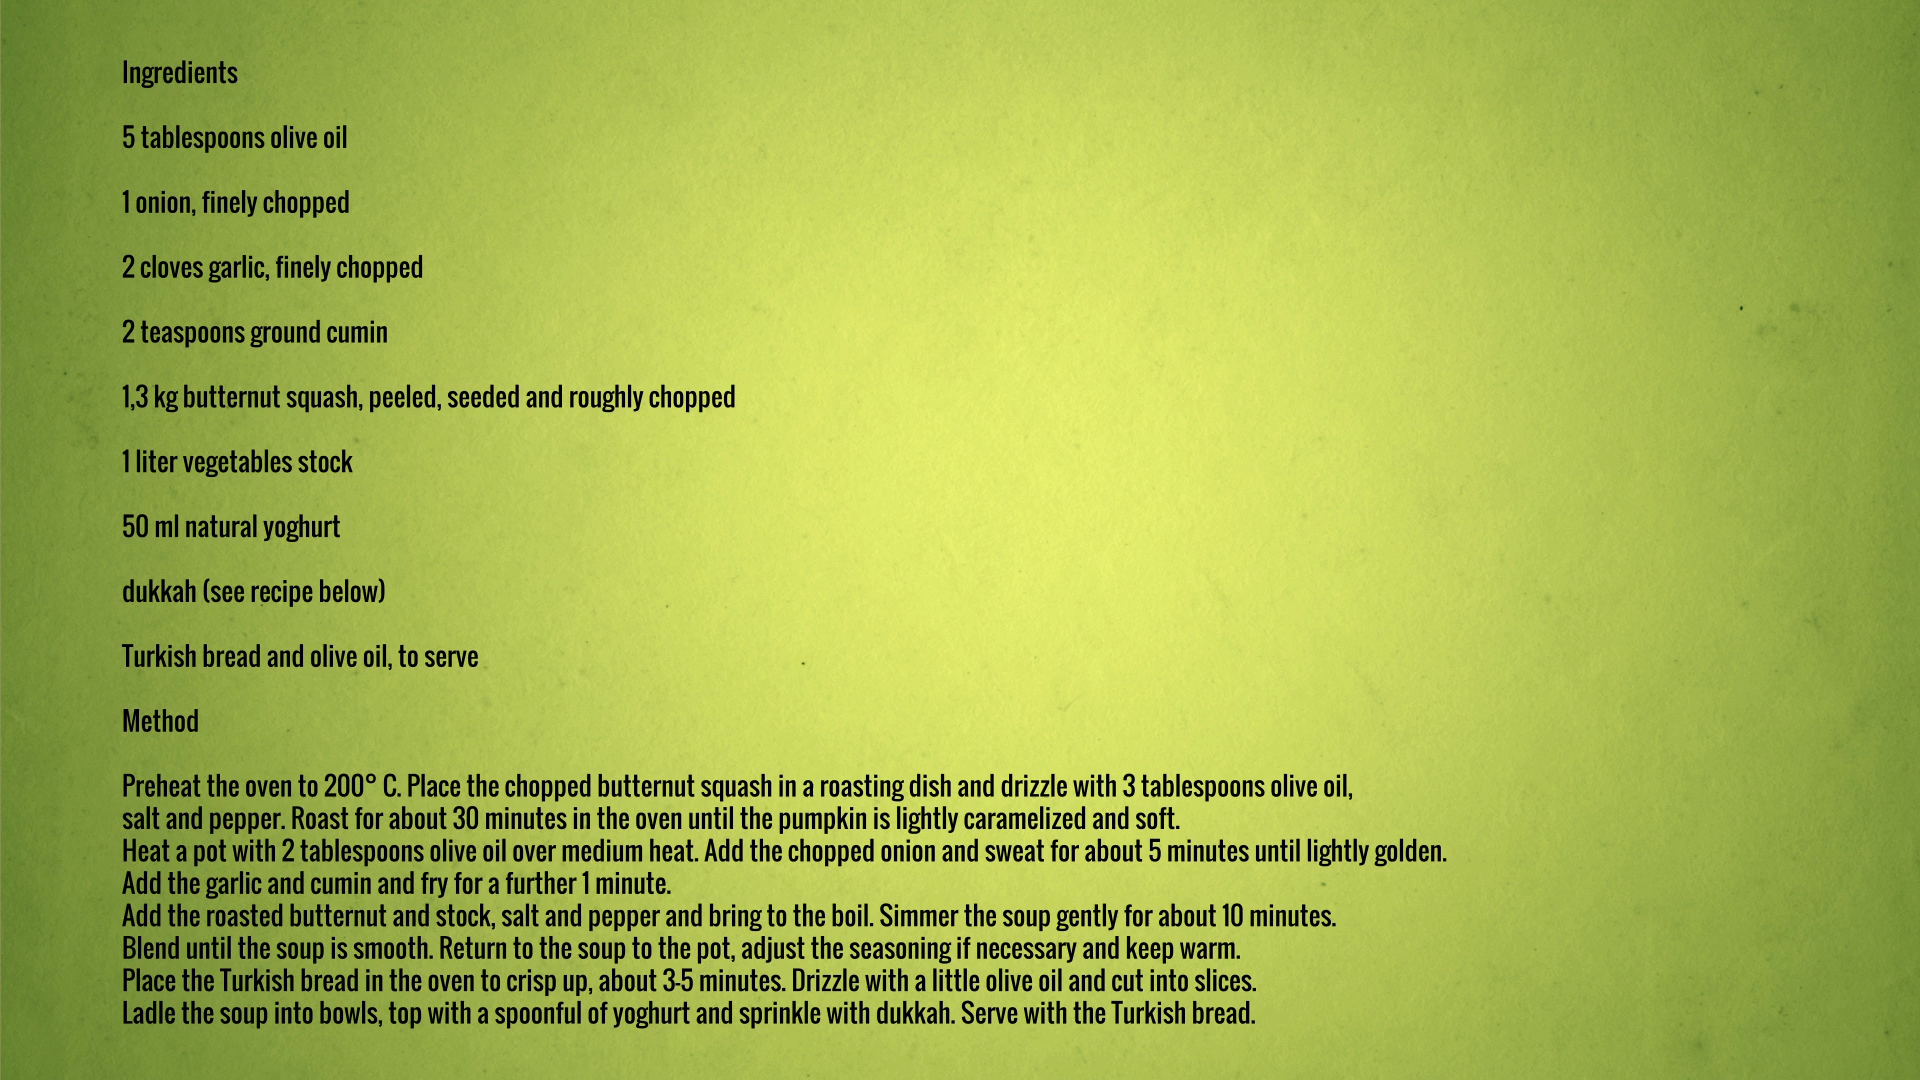 Ingredients
5 tablespoons olive oil
1 onion, finely chopped
2 cloves garlic, finely chopped
2 teaspoons ground cumin
1,3 kg butternut squash, peeled, seeded and roughly chopped
1 liter vegetables stock
50 ml natural yoghurt
dukkah (see recipe below)
Turkish bread and olive oil, to serve
Method
Preheat the oven to 200° C. Place the chopped butternut squash in a roasting dish and drizzle with 3 tablespoons olive oil,
salt and pepper. Roast for about 30 minutes in the oven until the pumpkin is lightly caramelized and soft.
Heat a pot with 2 tablespoons olive oil over medium heat. Add the chopped onion and sweat for about 5 minutes until lightly golden.
Add the garlic and cumin and fry for a further 1 minute.
Add the roasted butternut and stock, salt and pepper and bring to the boil. Simmer the soup gently for about 10 minutes.
Blend until the soup is smooth. Return to the soup to the pot, adjust the seasoning if necessary and keep warm.
Place the Turkish bread in the oven to crisp up, about 3-5 minutes. Drizzle with a little olive oil and cut into slices.
Ladle the soup into bowls, top with a spoonful of yoghurt and sprinkle with dukkah. Serve with the Turkish bread.